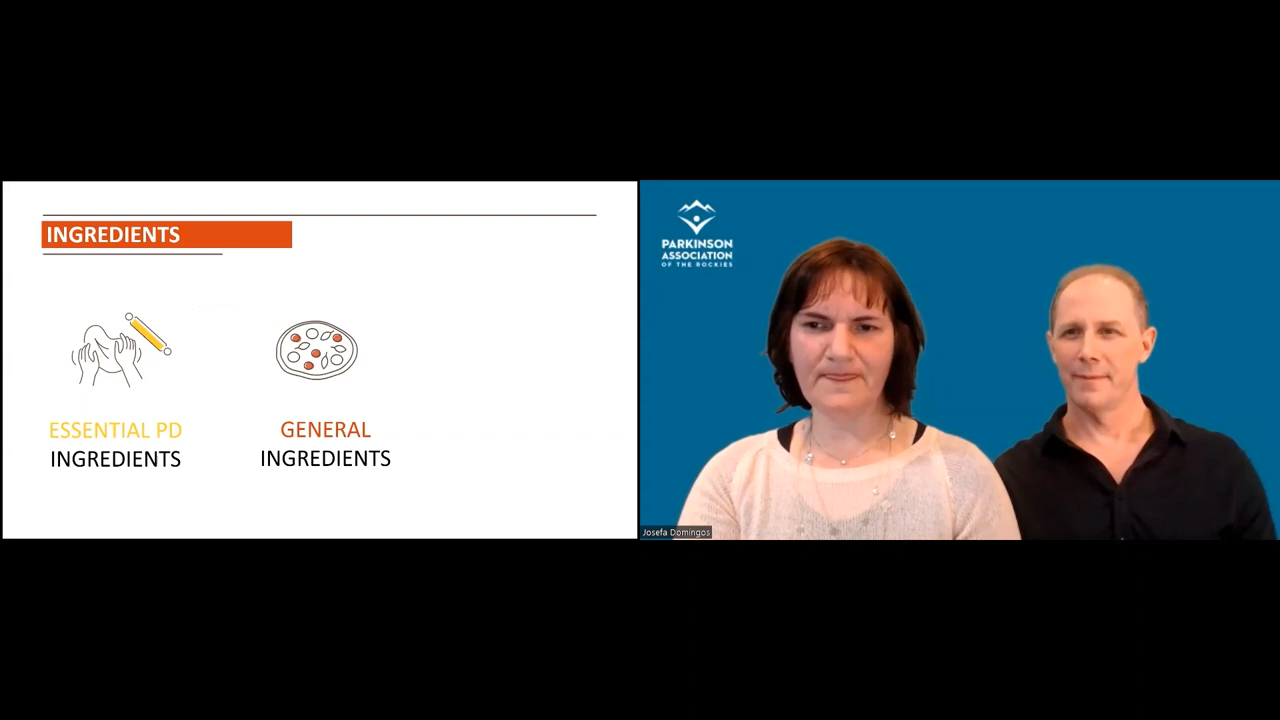 INGREDIENTS
ESSENTIAL PD
INGREDIENTS
GENERAL
INGREDIENTS
PARKINSON
ASSOCIATION
OF THE ROCKIES
Josefa Domingos